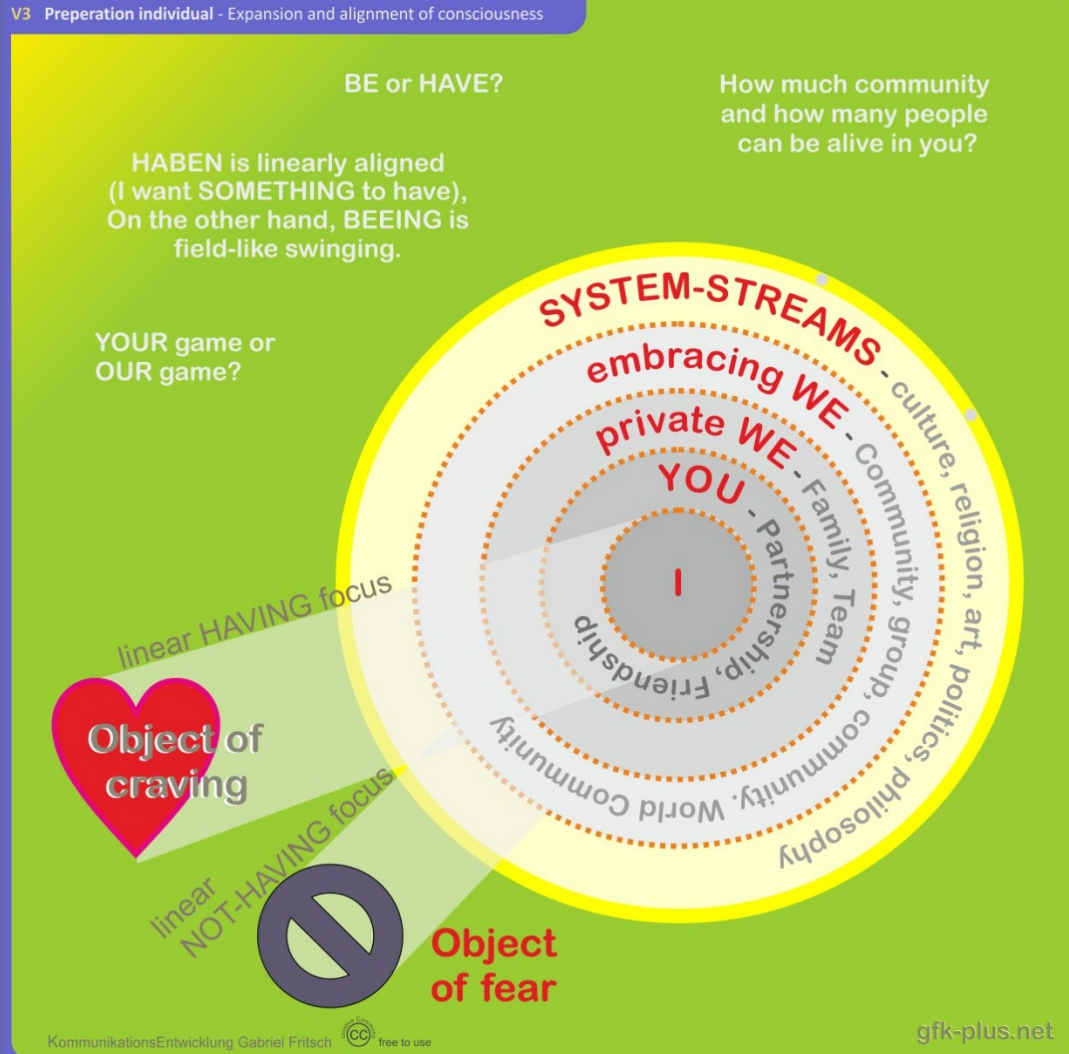 V3 Preperation individual - Expansion and alignment of consciousness
BE or HAVE?
How much community
and how many people
can be alive in you?
HABEN is linearly aligned
(I want SOMETHING to have),
On the other hand, BEEING is
field-like swinging.
YOUR game or
OUR game?
SYSTEM-STREAMS - culture, religion, art, politics, philosophy
embracing WE - Community, group, community. World Community
private WE - Family, Team
YOU - Partnership, Friendship
I
linear HAVING focus
Object of
craving
linear
NOT-HAVING focus
Object
of fear
KommunikationsEntwicklung Gabriel Fritsch
Creative Commons
CC
free to use
gfk-plus.net